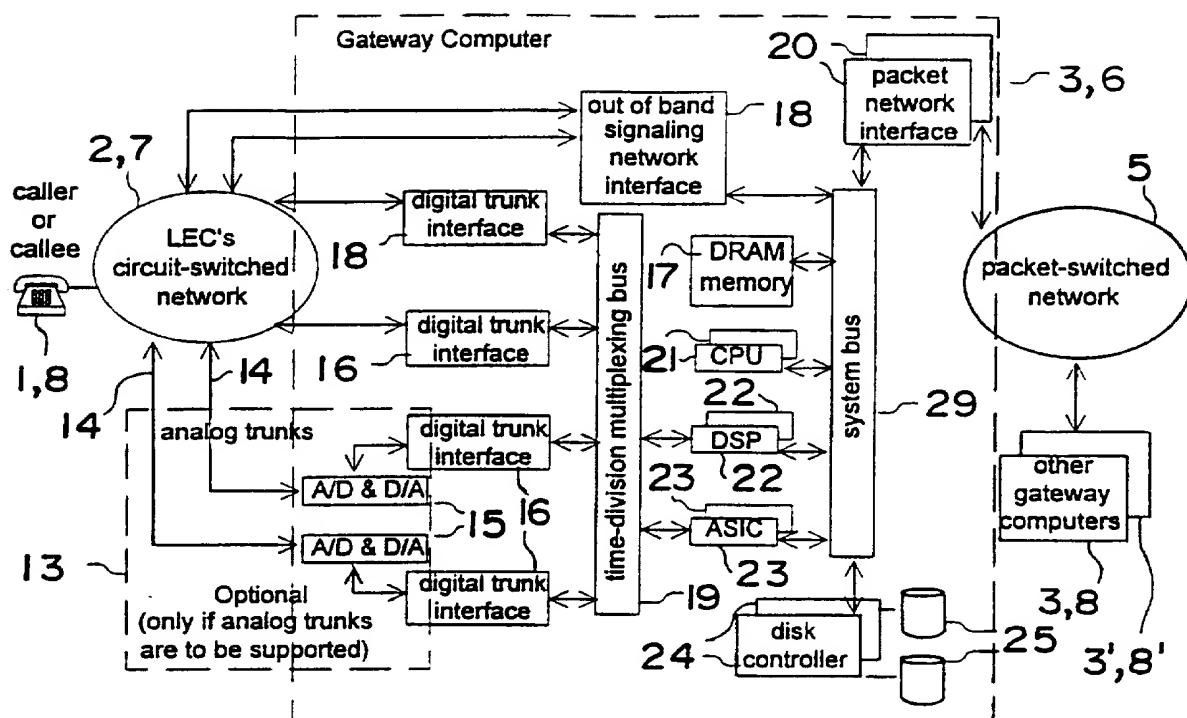 Gateway Computer
20
packet
network
interface
3,6
out of band
signaling
network
interface
18
2,7
caller
or
callee
LEC's
circuit-switched
network
digital trunk
interface
18
5
packet-switched
network
17
DRAM
memory
time-division multiplexing bus
system bus
digital trunk
interface
16
21
CPU
1,8
14
14
22
DSP
22
29
analog trunks
digital trunk
interface
A/D & D/A
15
16
23
ASIC
23
other
gateway
computers
A/D & D/A
13
digital trunk
interface
19
Optional
(only if analog trunks
are to be supported)
24
disk
controller
25
3,8
3',8'